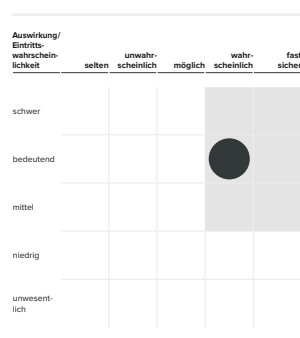 Auswirkung/
Eintritts-
wahrschein-
lichkeit
selten
unwahr-
scheinlich
möglich
wahr-
scheinlich
fast
sicher
schwer
bedeutend
mittel
niedrig
unwesent-
lich